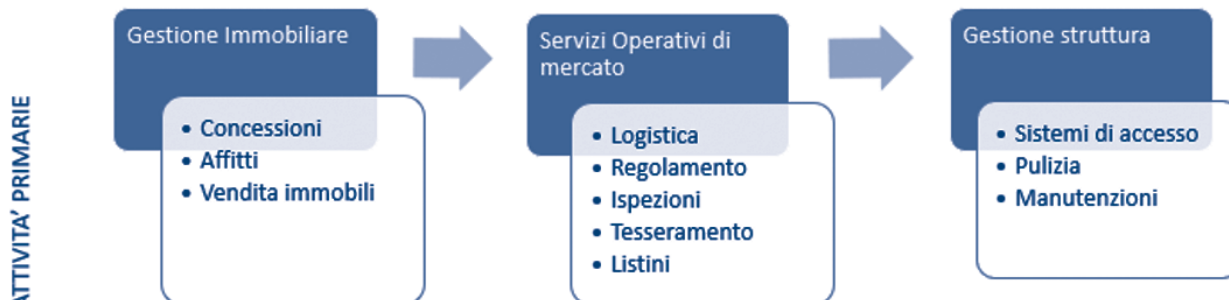 ATTIVITA’ PRIMARIE
Gestione Immobiliare
• Concessioni
• Affitti
• Vendita immobili
Servizi Operativi di
mercato
• Logistica
• Regolamento
• Ispezioni
• Tesseramento
• Listini
Gestione struttura
• Sistemi di accesso
• Pulizia
• Manutenzioni